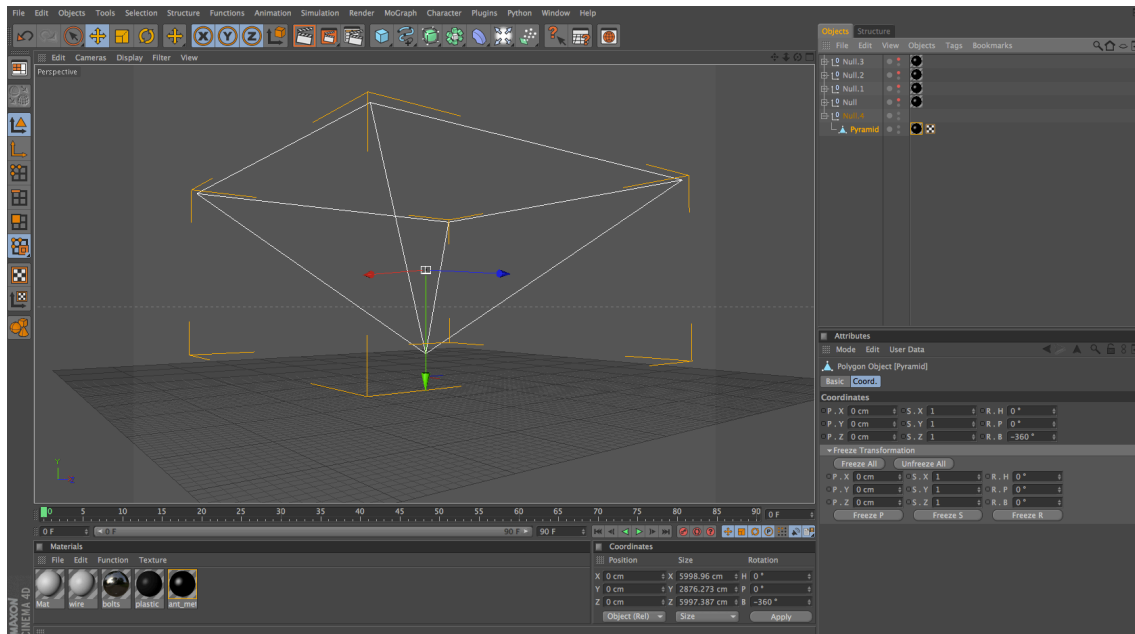 File Edit Objects Tools Selection Structure Functions Animation Simulation Render MoGraph Character Plugins Python Window Help
Objects Structure
File Edit View Objects Tags Bookmarks
Edit Cameras Display Filter View
Perspective
Null.3
Null.2
Null.1
Null
Null.4
Pyramid
X Y Z
Attributes
Mode Edit User Data
Polygon Object [Pyramid]
Basic Coord.
Coordinates
P . X 0 cm S . X 1 R . H 0 °
P . Y 0 cm S . Y 1 R . P 0 °
P . Z 0 cm S . Z 1 R . B -360 °
Freeze Transformation
Freeze All Unfreeze All
P . X 0 cm S . X 1 R . H 0 °
P . Y 0 cm S . Y 1 R . P 0 °
P . Z 0 cm S . Z 1 R . B 0 °
Freeze P Freeze S Freeze R
Y
Z
0 5 10 15 20 25 30 35 40 45 50 55 60 65 70 75 80 85 90 0 F
0 F 0 F 90 F 90 F
Materials
File Edit Function Texture
Mat wire bolts plastic ant_met
Coordinates
Position Size Rotation
X 0 cm X 5998.96 cm H 0 °
Y 0 cm Y 2876.273 cm P 0 °
Z 0 cm Z 5997.387 cm B -360 °
Object (Rel) Size Apply
MAXON
CINEMA 4D